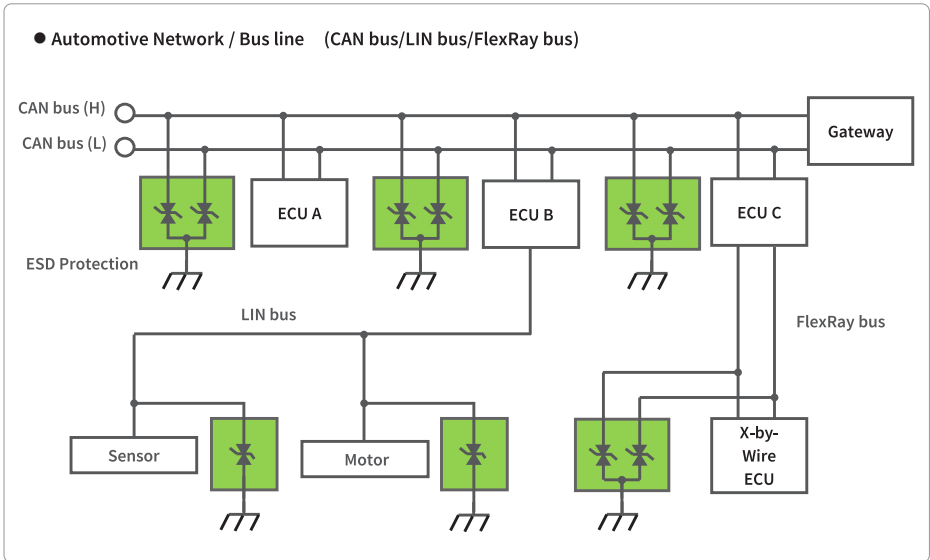 ● Automotive Network / Bus line (CAN bus/LIN bus/FlexRay bus)
CAN bus (H)
CAN bus (L)
Gateway
ECU A
ECU B
ECU C
ESD Protection
LIN bus
FlexRay bus
Sensor
Motor
X-by-
Wire
ECU